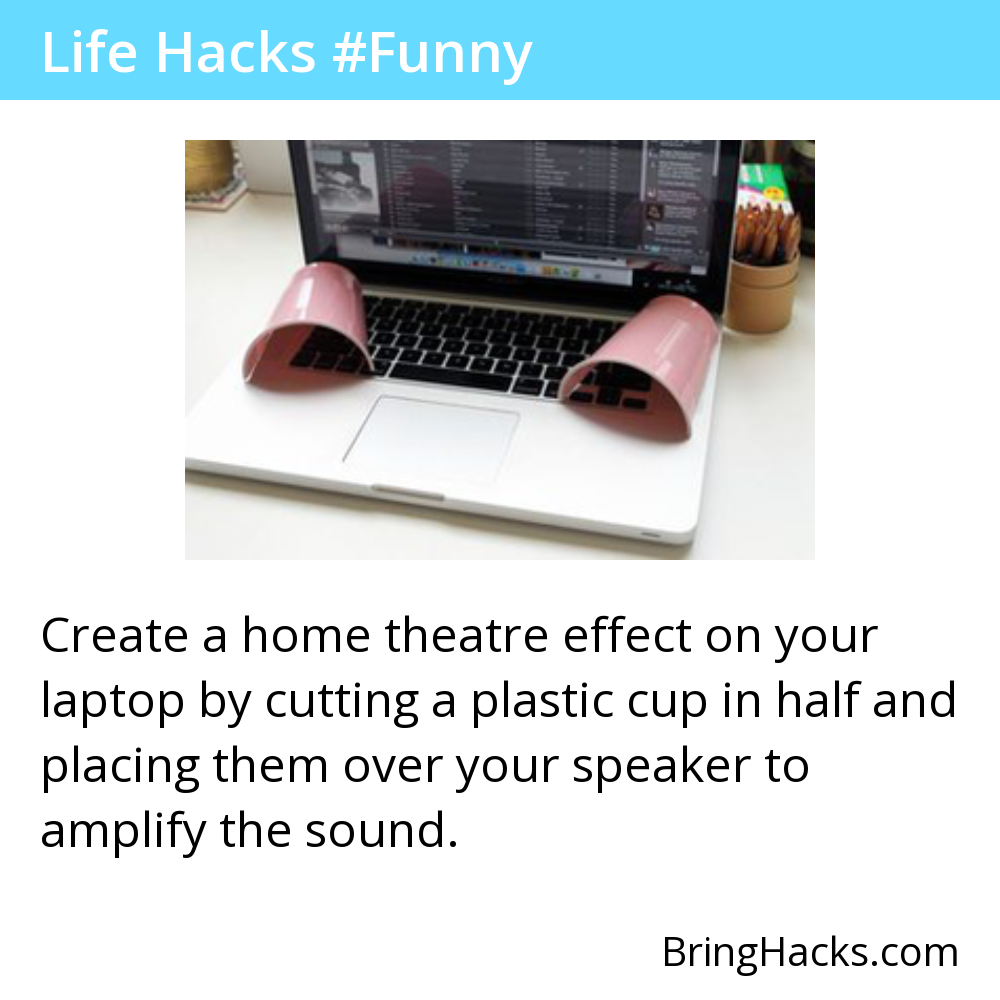 Life Hacks #Funny
Create a home theatre effect on your
laptop by cutting a plastic cup in half and
placing them over your speaker to
amplify the sound.
BringHacks.com